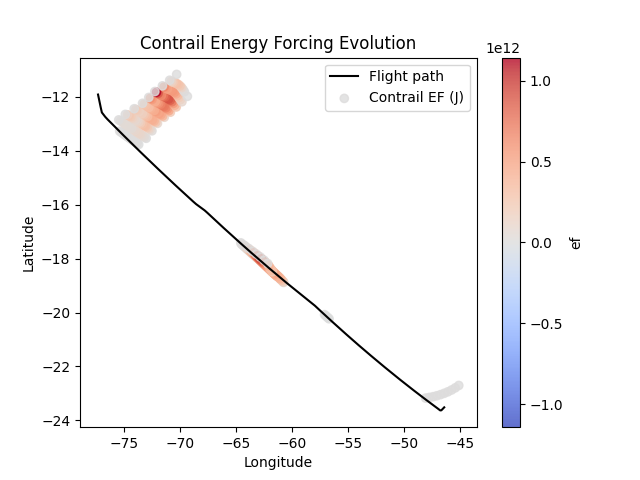 Contrail Energy Forcing Evolution
1e12
Flight path
Contrail EF (J)
−12
−14
−16
−18
−20
−22
−24
Latitude
−75
−70
−65
−60
−55
−50
−45
Longitude
1.0
0.5
0.0
−0.5
−1.0
ef